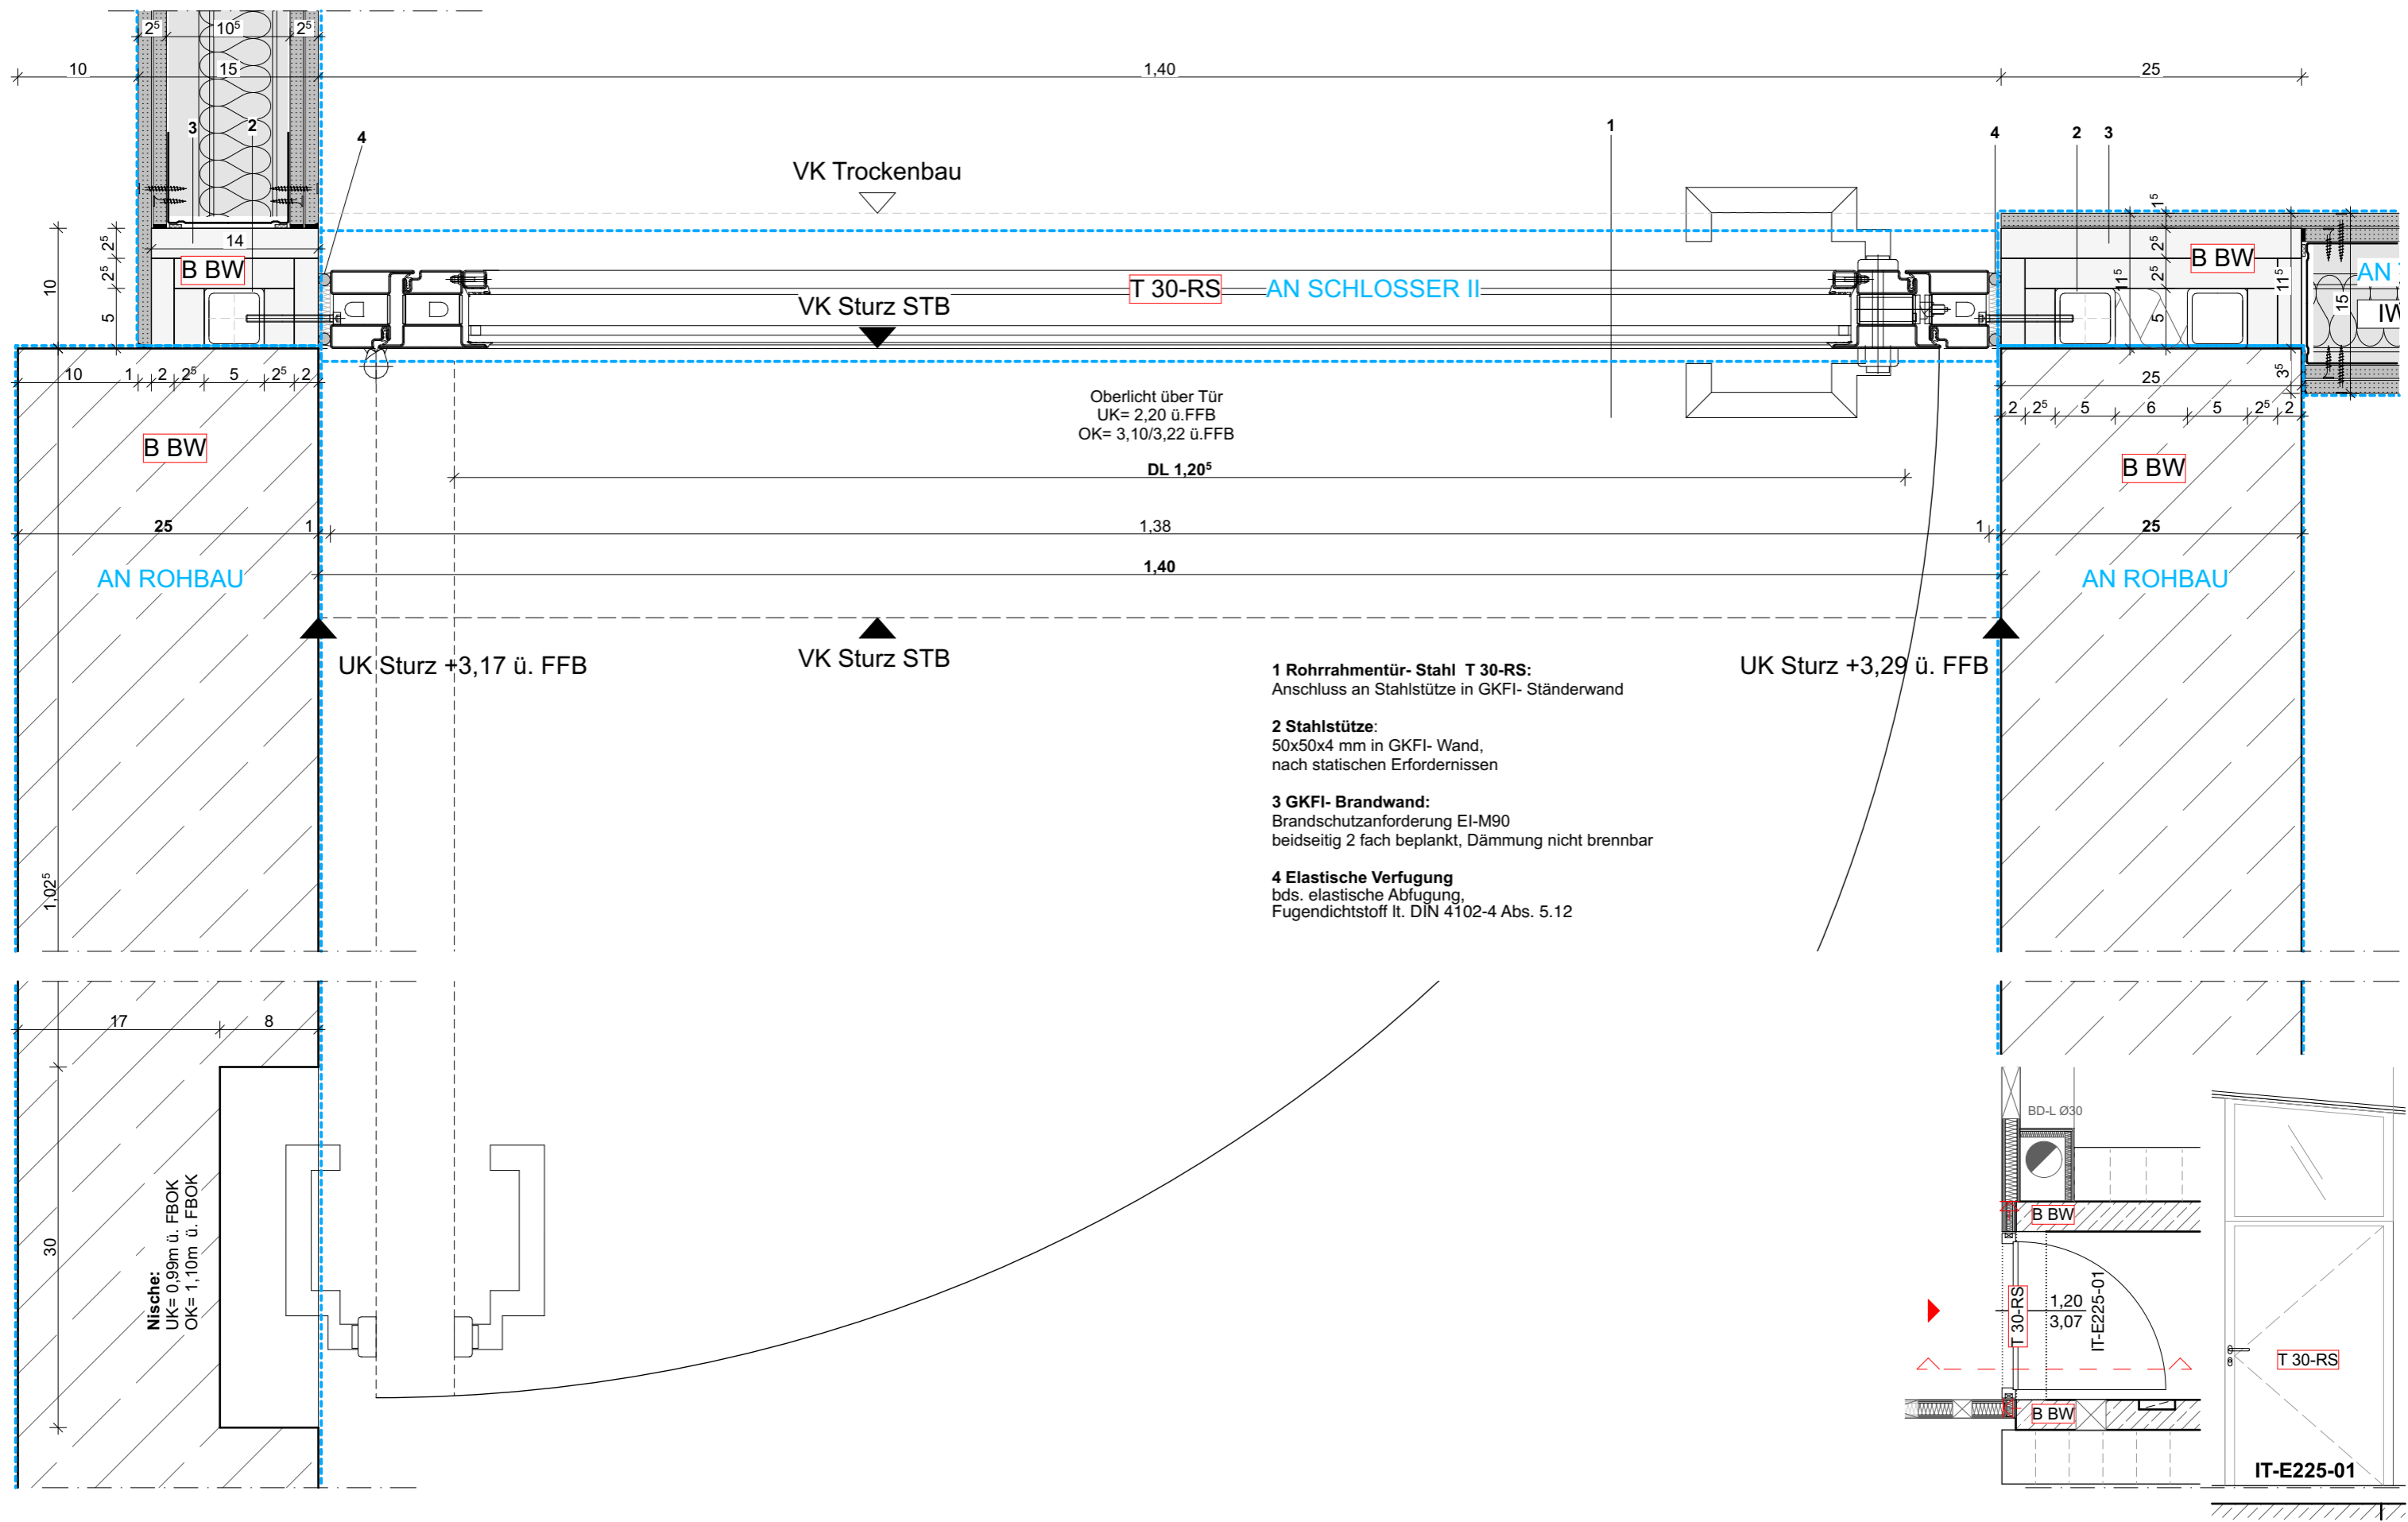 2⁵ 10⁵ 2⁵
10 15 1,40 25
3 2 4 1 4 2 3
VK Trockenbau
1⁵
14
2⁵
2⁵
5
10
B BW
T 30-RS
AN SCHLOSSER II
VK Sturz STB
2⁵
2⁵
5
11⁵
11⁵
15
3⁵
B BW
AN
IW
10 1 2 2⁵ 5 2⁵ 2
25
2 2⁵ 5 6 5 2⁵ 2
Oberlicht über Tür
UK= 2,20 ü.FFB
OK= 3,10/3,22 ü.FFB
B BW
B BW
DL 1,20⁵
25 1 1,38 1 25
1,40
AN ROHBAU
AN ROHBAU
UK Sturz +3,17 ü. FFB
VK Sturz STB
UK Sturz +3,29 ü. FFB
1 Rohrrahmentür- Stahl T 30-RS:
Anschluss an Stahlstütze in GKFI- Ständerwand
2 Stahlstütze:
50x50x4 mm in GKFI- Wand,
nach statischen Erfordernissen
3 GKFI- Brandwand:
Brandschutzanforderung EI-M90
beidseitig 2 fach beplankt, Dämmung nicht brennbar
4 Elastische Verfugung
bds. elastische Abfugung,
Fugendichtstoff lt. DIN 4102-4 Abs. 5.12
1,02⁵
17 8
30
Nische:
UK= 0,99m ü. FBOK
OK= 1,10m ü. FBOK
BD-L Ø30
B BW
T 30-RS
1,20
3,07
IT-E225-01
B BW
T 30-RS
IT-E225-01